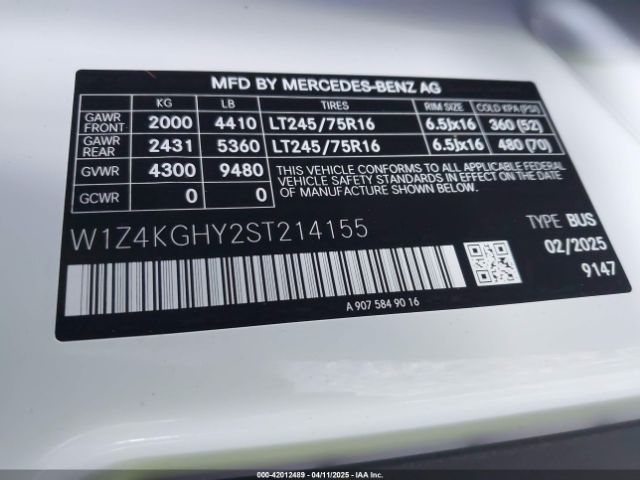 MFD BY MERCEDES-BENZ AG
KG LB TIRES RIM SIZE COLD KPA (PSI)
GAWR FRONT 2000 4410 LT245/75R16 6.5Jx16 360 (52)
GAWR REAR 2431 5360 LT245/75R16 6.5Jx16 480 (70)
GVWR 4300 9480 THIS VEHICLE CONFORMS TO ALL APPLICABLE FEDERAL
VEHICLE SAFETY STANDARDS IN EFFECT ON THE DATE
GCWR 0 0 OF MANUFACTURE SHOWN ABOVE.
W1Z4KGHY2ST214155
TYPE BUS
02/2025
9147
A 907 584 90 16
000-42012489 - 04/11/2025 - IAA Inc.